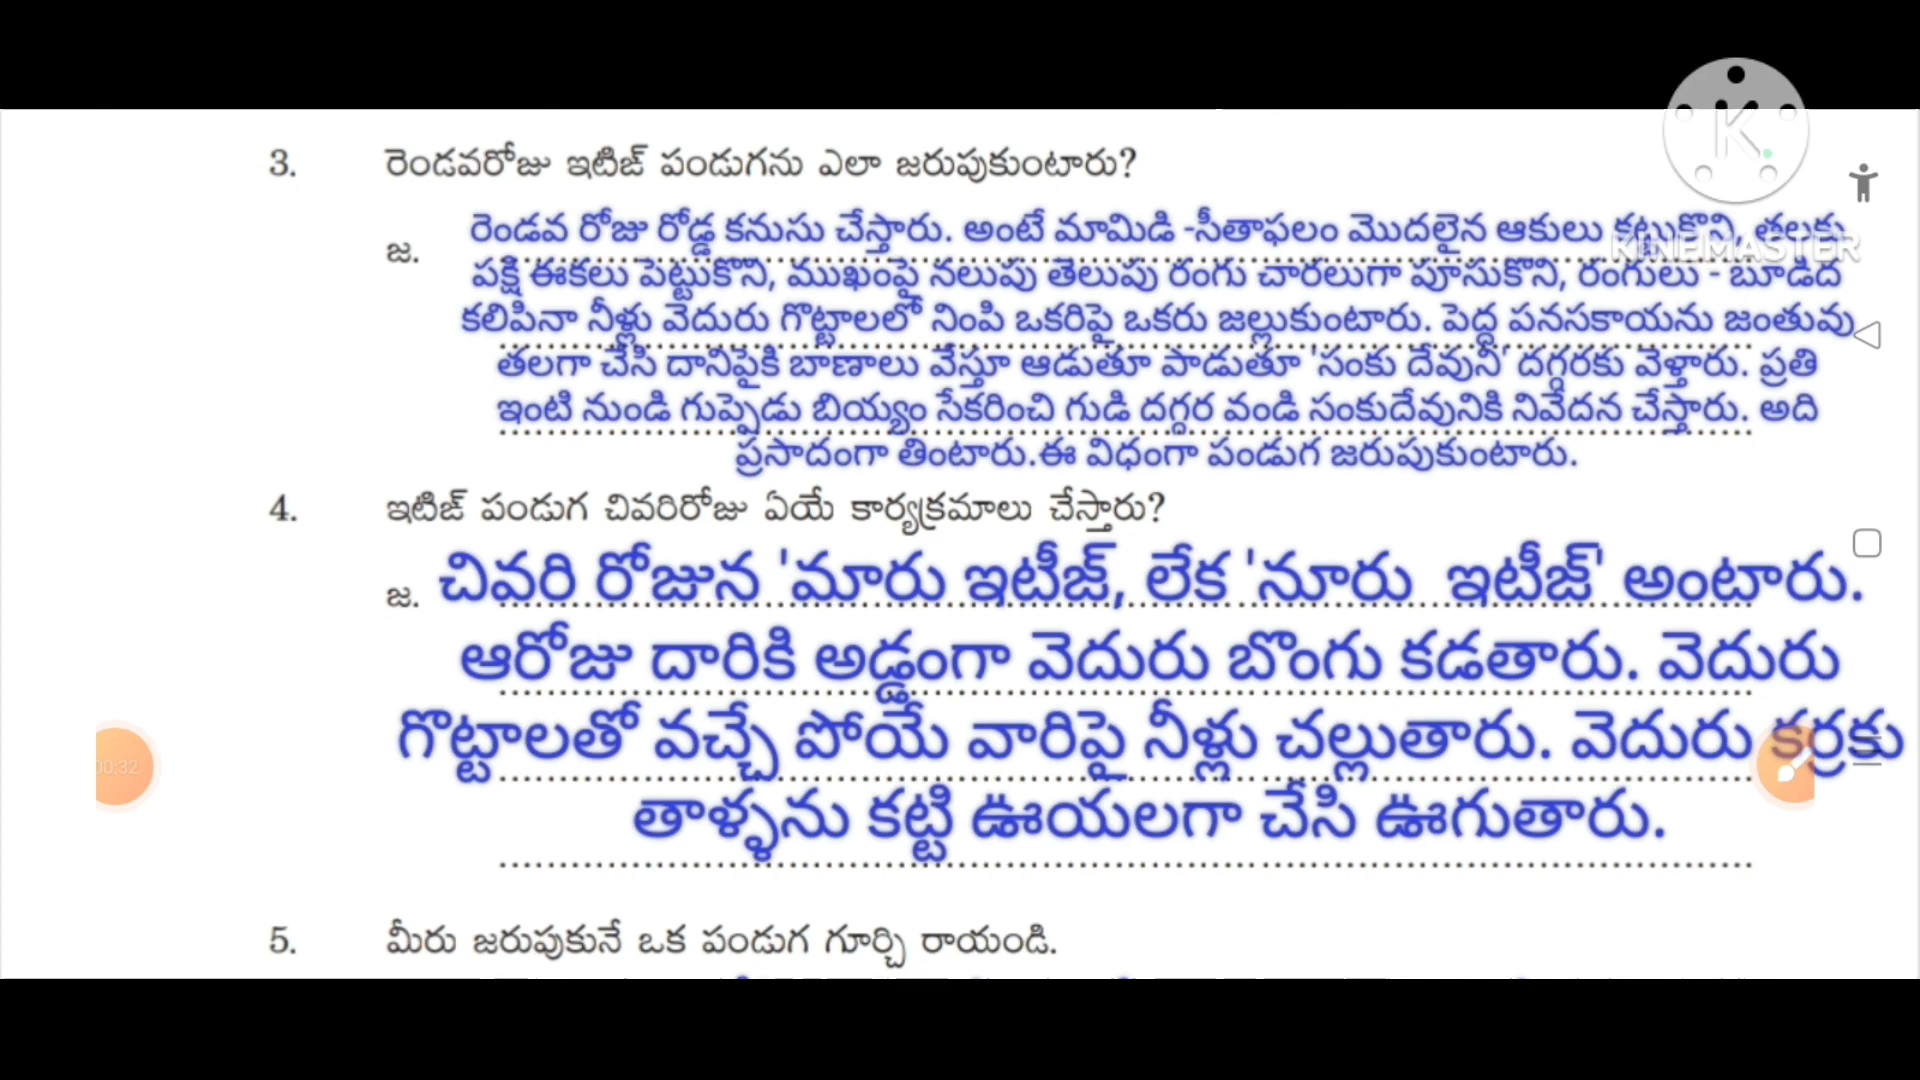 3. రెండవరోజు ఇటిజ్ పండుగను ఎలా జరుపుకుంటారు?
జ. రెండవ రోజు రోడ్డ కనుసు చేస్తారు. అంటే మామిడి -సీతాఫలం మొదలైన ఆకులు కట్టుకొని, తలకు
KINEMASTER
పక్షి ఈకలు పెట్టుకొని, ముఖంపై నలుపు తెలుపు రంగు చారలుగా పూసుకొని, రంగులు - బూడిద
కలిపినా నీళ్లు వెదురు గొట్టాలలో నింపి ఒకరిపై ఒకరు జల్లుకుంటారు. పెద్ద పనసకాయను జంతువు
తలగా చేసి దానిపైకి బాణాలు వేస్తూ ఆడుతూ పాడుతూ 'సంకు దేవుని' దగ్గరకు వెళ్తారు. ప్రతి
ఇంటి నుండి గుప్పెడు బియ్యం సేకరించి గుడి దగ్గర వండి సంకుదేవునికి నివేదన చేస్తారు. అది
ప్రసాదంగా తింటారు.ఈ విధంగా పండుగ జరుపుకుంటారు.
4. ఇటిజ్ పండుగ చివరిరోజు ఏయే కార్యక్రమాలు చేస్తారు?
జ. చివరి రోజున 'మారు ఇటీజ్, లేక 'నూరు ఇటీజ్' అంటారు.
ఆరోజు దారికి అడ్డంగా వెదురు బొంగు కడతారు. వెదురు
గొట్టాలతో వచ్చే పోయే వారిపై నీళ్లు చల్లుతారు. వెదురు కర్రకు
00:32
తాళ్ళను కట్టి ఊయలగా చేసి ఊగుతారు.
5. మీరు జరుపుకునే ఒక పండుగ గూర్చి రాయండి.